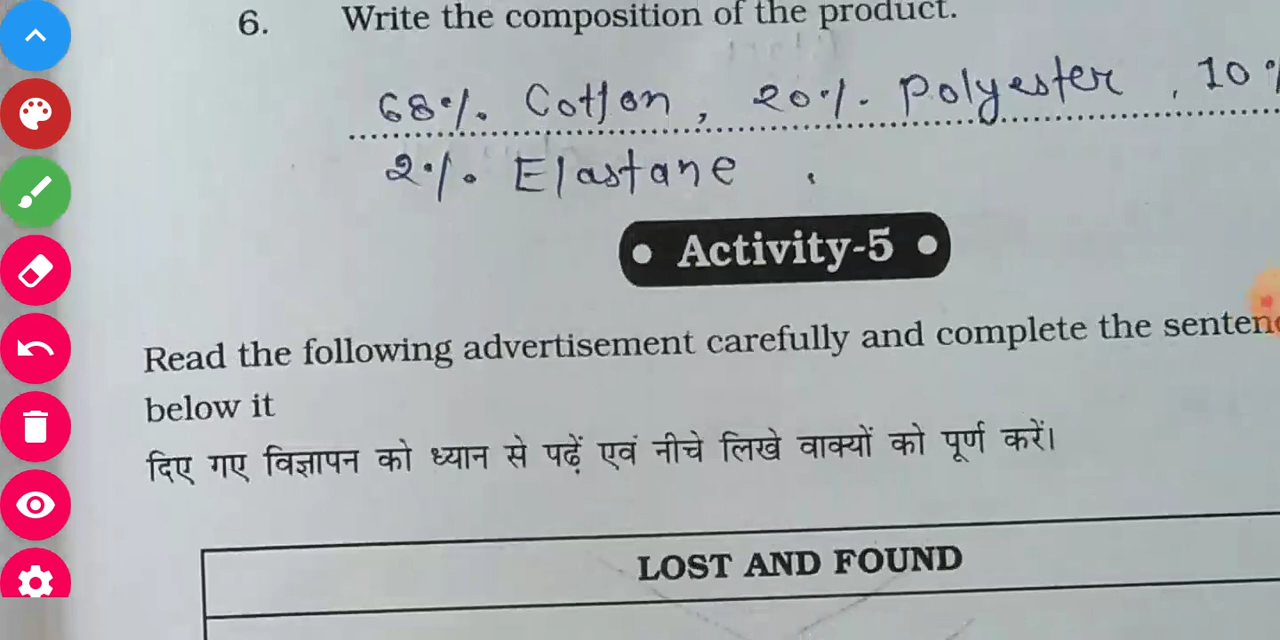 6. Write the composition of the product.
68% Cotton, 20% Polyester, 10%
2% Elastane.
• Activity-5 •
Read the following advertisement carefully and complete the
below it
दिए गए विज्ञापन को ध्यान से पढ़ें एवं नीचे लिखे वाक्यों को पूर्ण करें।
LOST AND FOUND